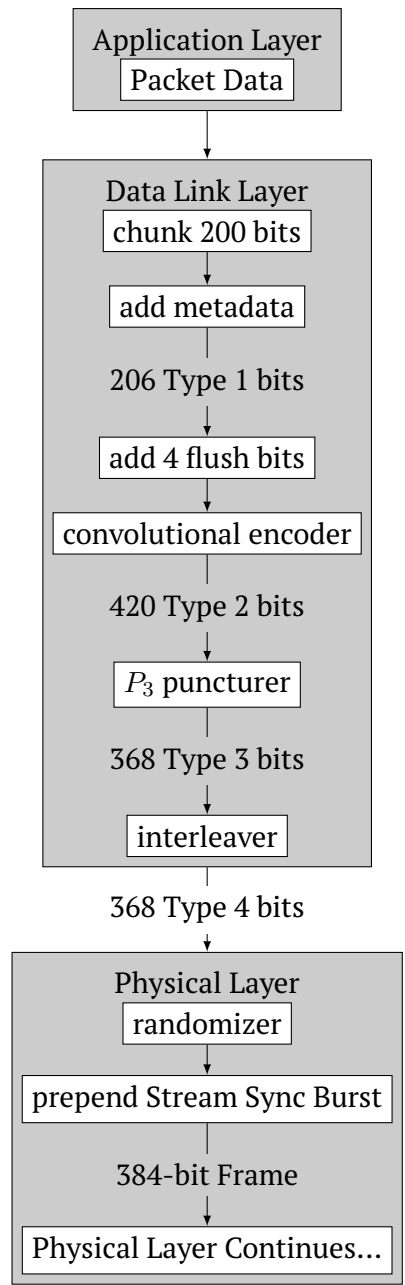 Application Layer
Packet Data
Data Link Layer
chunk 200 bits
add metadata
206 Type 1 bits
add 4 flush bits
convolutional encoder
420 Type 2 bits
P₃ puncturer
368 Type 3 bits
interleaver
368 Type 4 bits
Physical Layer
randomizer
prepend Stream Sync Burst
384-bit Frame
Physical Layer Continues...